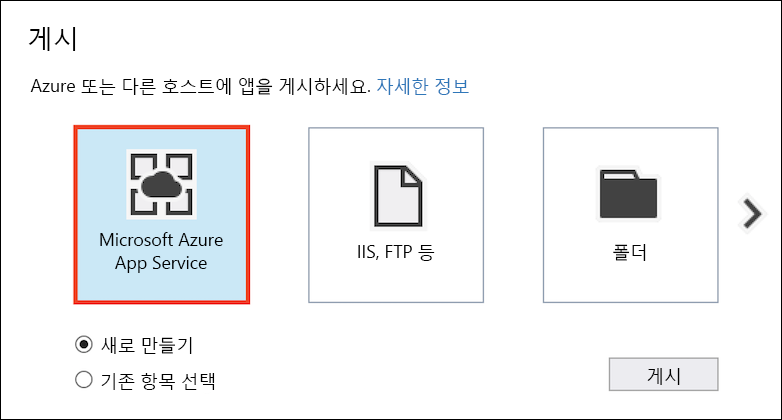 게시
Azure 또는 다른 호스트에 앱을 게시하세요. 자세한 정보
Microsoft Azure
App Service
IIS, FTP 등
폴더
새로 만들기
기존 항목 선택
게시